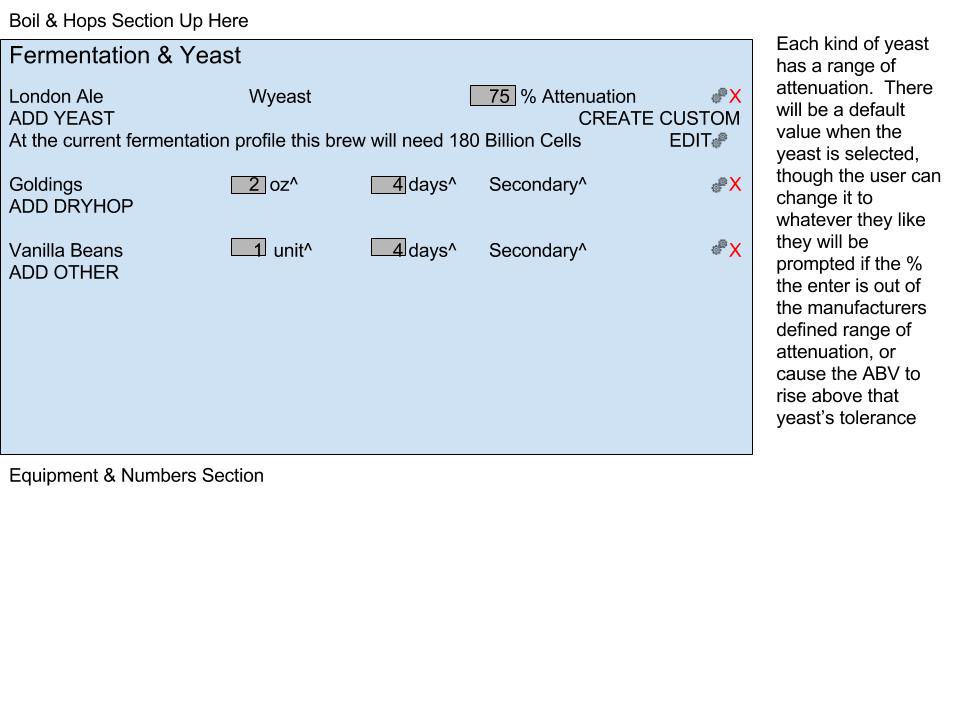 Boil & Hops Section Up Here
Fermentation & Yeast
London Ale Wyeast 75 % Attenuation X
ADD YEAST CREATE CUSTOM
At the current fermentation profile this brew will need 180 Billion Cells EDIT
Goldings 2 oz^ 4 days^ Secondary^ X
ADD DRYHOP
Vanilla Beans 1 unit^ 4 days^ Secondary^ X
ADD OTHER
Equipment & Numbers Section
Each kind of yeast
has a range of
attenuation. There
will be a default
value when the
yeast is selected,
though the user can
change it to
whatever they like
they will be
prompted if the %
the enter is out of
the manufacturers
defined range of
attenuation, or
cause the ABV to
rise above that
yeast's tolerance